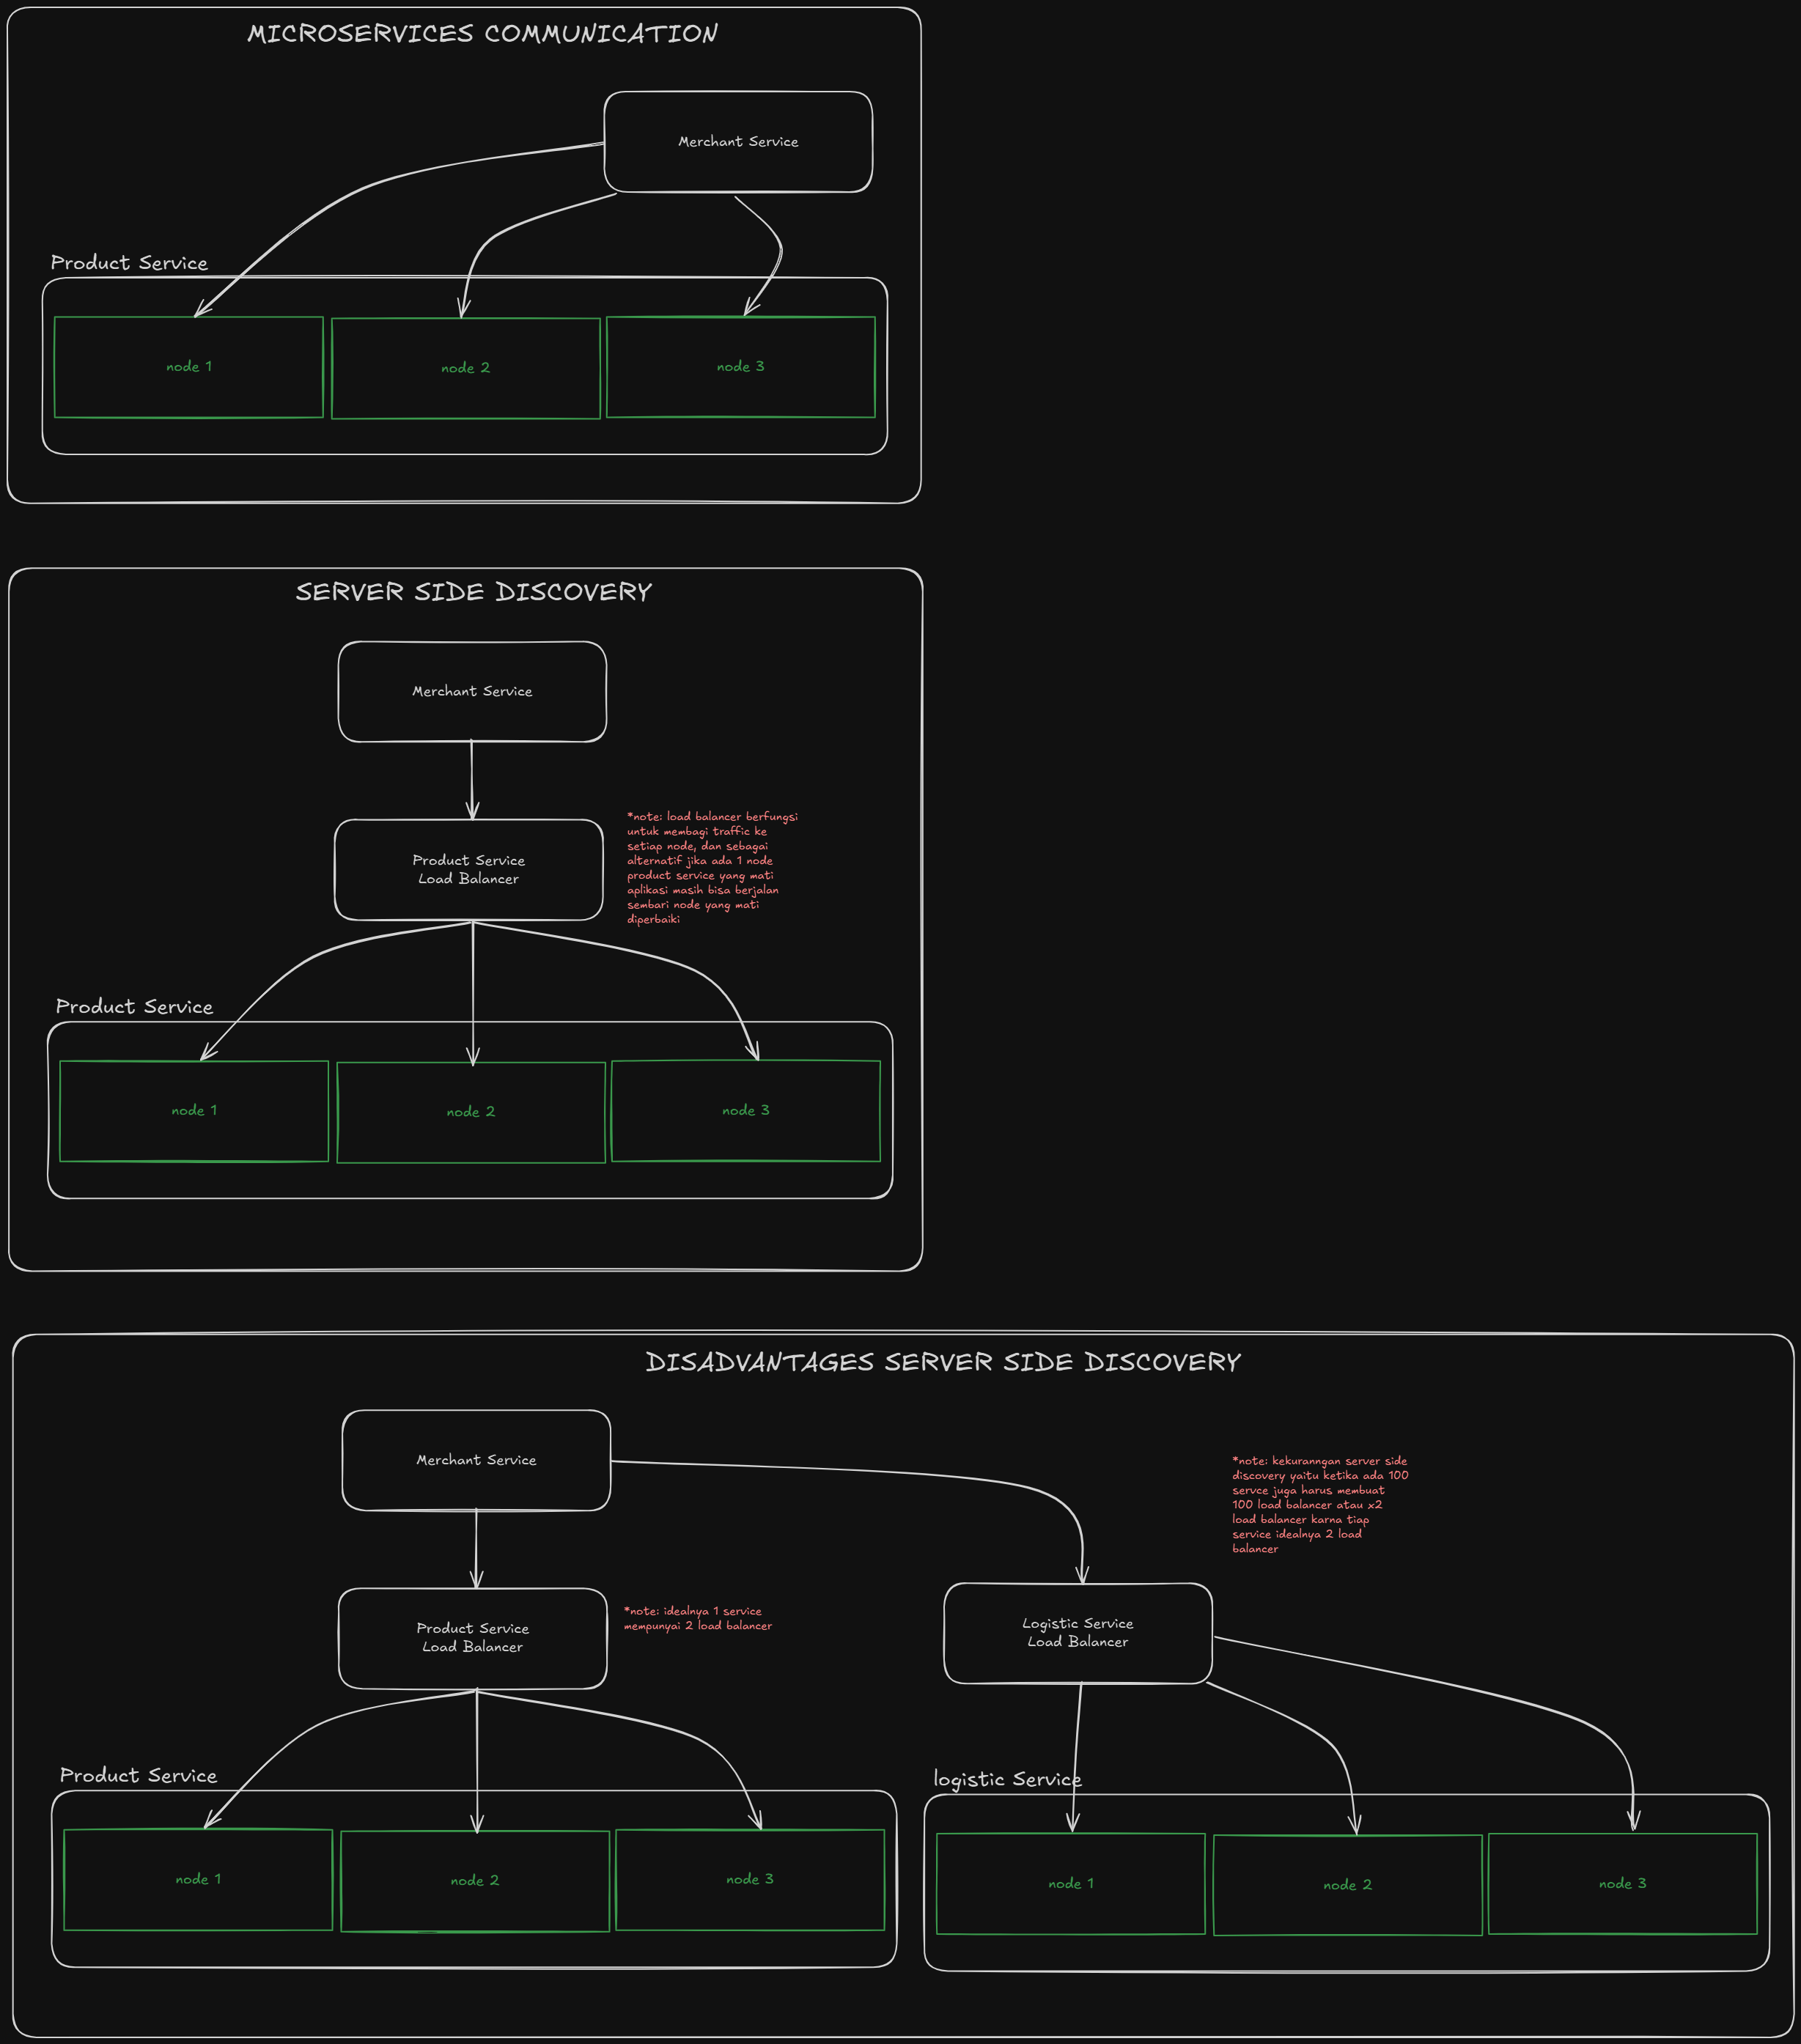 MICROSERVICES COMMUNICATION
Merchant Service
Product Service
node 1
node 2
node 3
SERVER SIDE DISCOVERY
Merchant Service
*note: load balancer berfungsi
untuk membagi traffic ke
setiap node, dan sebagai
alternatif jika ada 1 node
product service yang mati
aplikasi masih bisa berjalan
sembari node yang mati
diperbaiki
Product Service
Load Balancer
Product Service
node 1
node 2
node 3
DISADVANTAGES SERVER SIDE DISCOVERY
Merchant Service
*note: kekuranngan server side
discovery yaitu ketika ada 100
servce juga harus membuat
100 load balancer atau x2
load balancer karna tiap
service idealnya 2 load
balancer
Product Service
Load Balancer
*note: idealnya 1 service
mempunyai 2 load balancer
Logistic Service
Load Balancer
Product Service
node 1
node 2
node 3
logistic Service
node 1
node 2
node 3